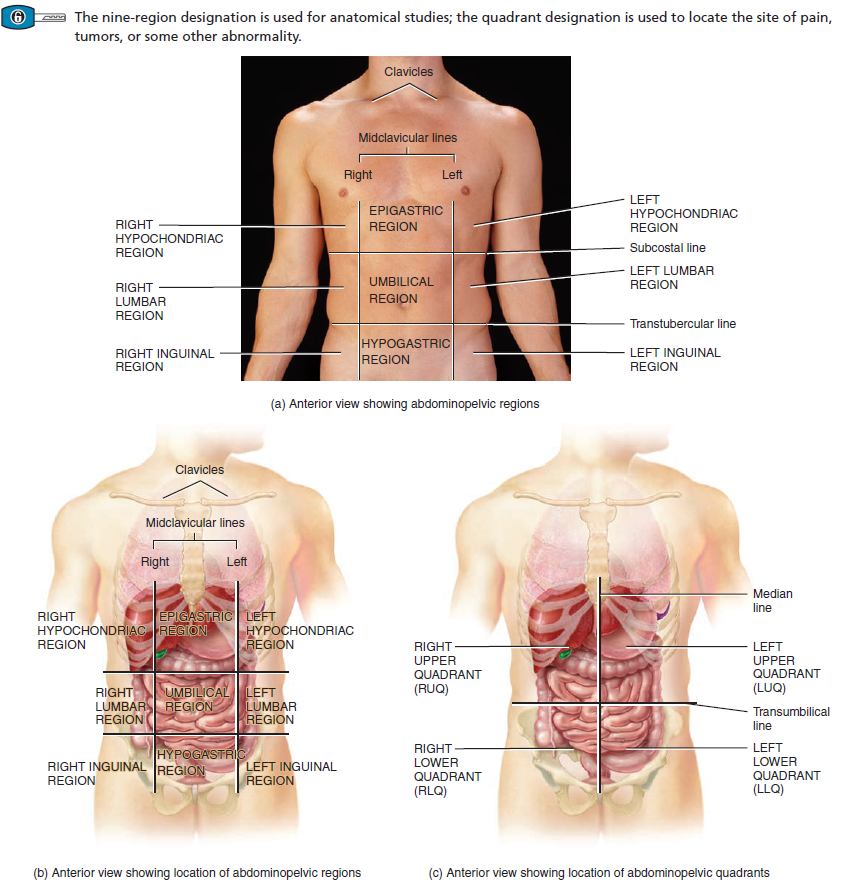 The nine-region designation is used for anatomical studies; the quadrant designation is used to locate the site of pain,
tumors, or some other abnormality.
Clavicles
Midclavicular lines
Right
Left
EPIGASTRIC
REGION
RIGHT
HYPOCHONDRIAC
REGION
LEFT
HYPOCHONDRIAC
REGION
Subcostal line
RIGHT
LUMBAR
REGION
UMBILICAL
REGION
LEFT LUMBAR
REGION
Transtubercular line
RIGHT INGUINAL
REGION
HYPOGASTRIC
REGION
LEFT INGUINAL
REGION
(a) Anterior view showing abdominopelvic regions
Clavicles
Midclavicular lines
Right
Left
RIGHT
HYPOCHONDRIAC
REGION
EPIGASTRIC
REGION
LEFT
HYPOCHONDRIAC
REGION
RIGHT
LUMBAR
REGION
UMBILICAL
REGION
LEFT
LUMBAR
REGION
RIGHT INGUINAL
REGION
HYPOGASTRIC
REGION
LEFT INGUINAL
REGION
(b) Anterior view showing location of abdominopelvic regions
Median
line
RIGHT
UPPER
QUADRANT
(RUQ)
LEFT
UPPER
QUADRANT
(LUQ)
Transumbilical
line
RIGHT
LOWER
QUADRANT
(RLQ)
LEFT
LOWER
QUADRANT
(LLQ)
(c) Anterior view showing location of abdominopelvic quadrants